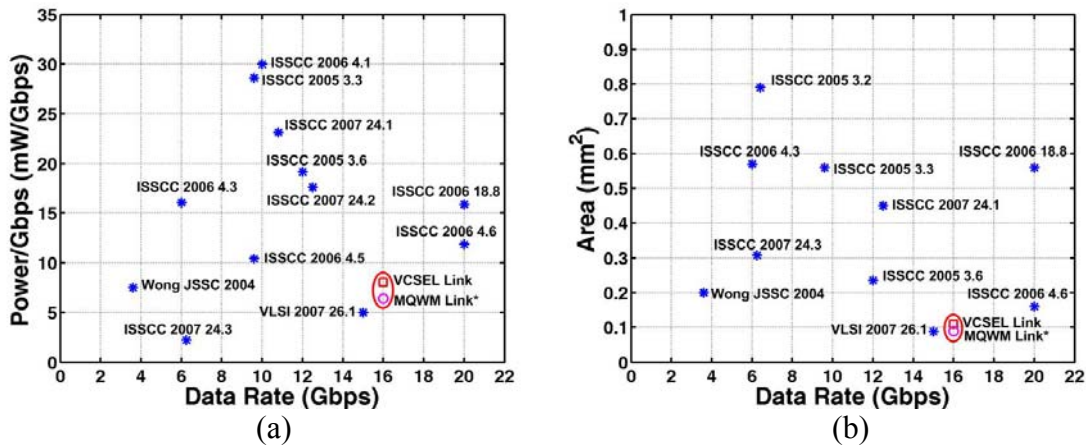 35
30
25
20
15
10
5
0
Power/Gbps (mW/Gbps)
ISSCC 2006 4.1
ISSCC 2005 3.3
ISSCC 2007 24.1
ISSCC 2005 3.6
ISSCC 2007 24.2
ISSCC 2006 4.3
ISSCC 2006 18.8
ISSCC 2006 4.6
ISSCC 2006 4.5
VCSEL Link
Wong JSSC 2004
MQWM Link*
VLSI 2007 26.1
ISSCC 2007 24.3
0 2 4 6 8 10 12 14 16 18 20 22
Data Rate (Gbps)
(a)
1
0.9
0.8
0.7
0.6
0.5
0.4
0.3
0.2
0.1
0
Area (mm²)
ISSCC 2005 3.2
ISSCC 2006 4.3
ISSCC 2006 18.8
ISSCC 2005 3.3
ISSCC 2007 24.1
ISSCC 2007 24.3
ISSCC 2005 3.6
Wong JSSC 2004
ISSCC 2006 4.6
VCSEL Link
VLSI 2007 26.1
MQWM Link*
0 2 4 6 8 10 12 14 16 18 20 22
Data Rate (Gbps)
(b)